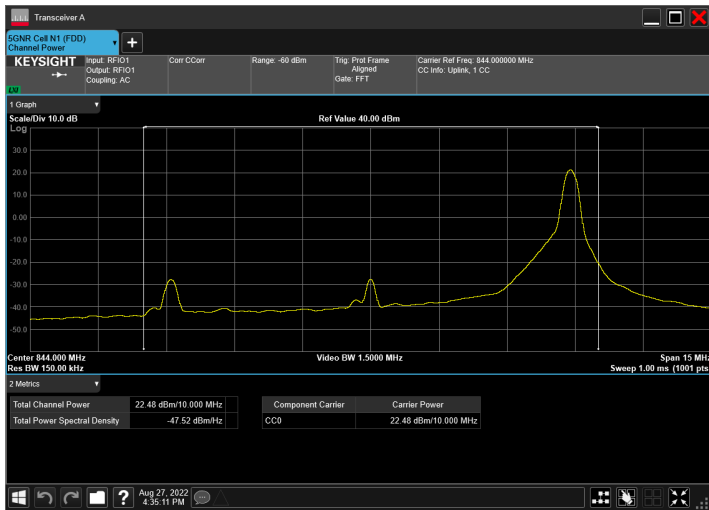 Transceiver A
5GNR Cell N1 (FDD)
Channel Power
+
KEYSIGHT
LXI
Input: RFIO1
Output: RFIO1
Coupling: AC
Corr CCorr
Range: -60 dBm
Trig: Prot Frame
Aligned
Gate: FFT
Carrier Ref Freq: 844.000000 MHz
CC Info: Uplink, 1 CC
1 Graph
Scale/Div 10.0 dB
Ref Value 40.00 dBm
Log
30.0
20.0
10.0
0.00
-10.0
-20.0
-30.0
-40.0
-50.0
Center 844.000 MHz
Video BW 1.5000 MHz
Span 15 MHz
Res BW 150.00 kHz
Sweep 1.00 ms (1001 pts)
2 Metrics
Total Channel Power 22.48 dBm/10.000 MHz
Total Power Spectral Density -47.52 dBm/Hz
Component Carrier Carrier Power
CC0 22.48 dBm/10.000 MHz
?
Aug 27, 2022
4:35:11 PM